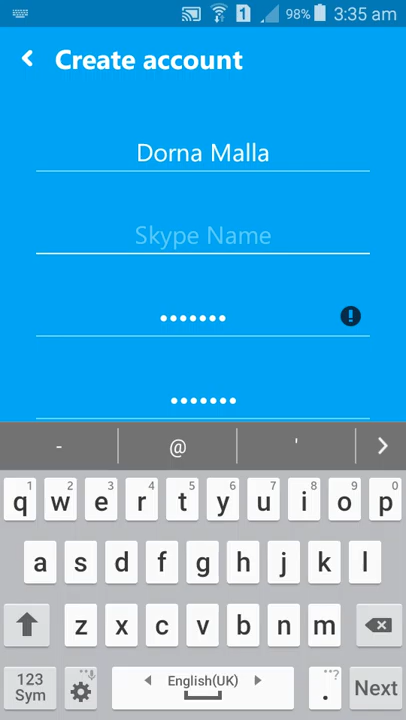 1 98% 3:35 am
Create account
Dorna Malla
Skype Name
•••••••
•••••••
- @ '
1 2 3 4 5 6 7 8 9 0
q w e r t y u i o p
a s d f g h j k l
z x c v b n m
123 Sym English(UK) . Next